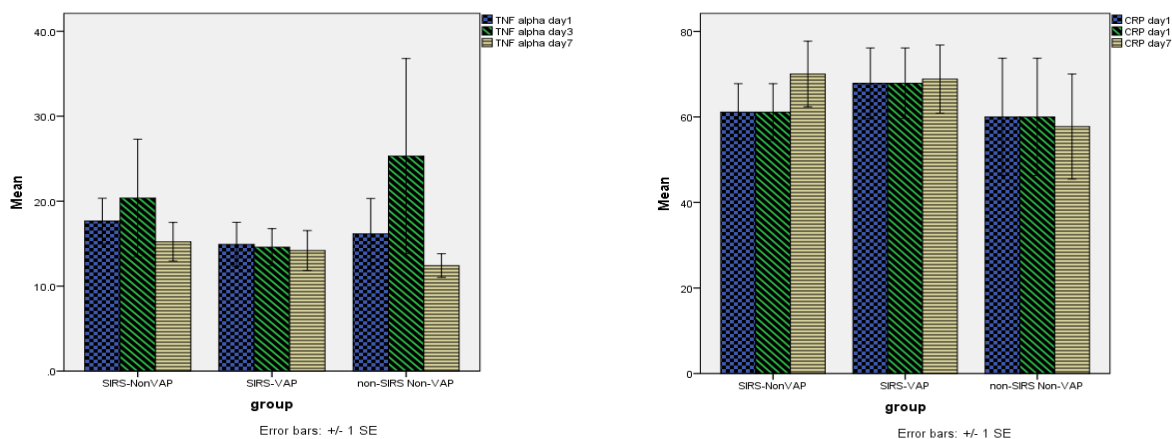 TNF alpha day1
TNF alpha day3
TNF alpha day7
40.0
30.0
20.0
10.0
.0
Mean
SIRS-NonVAP SIRS-VAP non-SIRS Non-VAP
group
Error bars: +/- 1 SE
CRP day1
CRP day1
CRP day7
80
60
40
20
0
Mean
SIRS-NonVAP SIRS-VAP non-SIRS Non-VAP
group
Error bars: +/- 1 SE